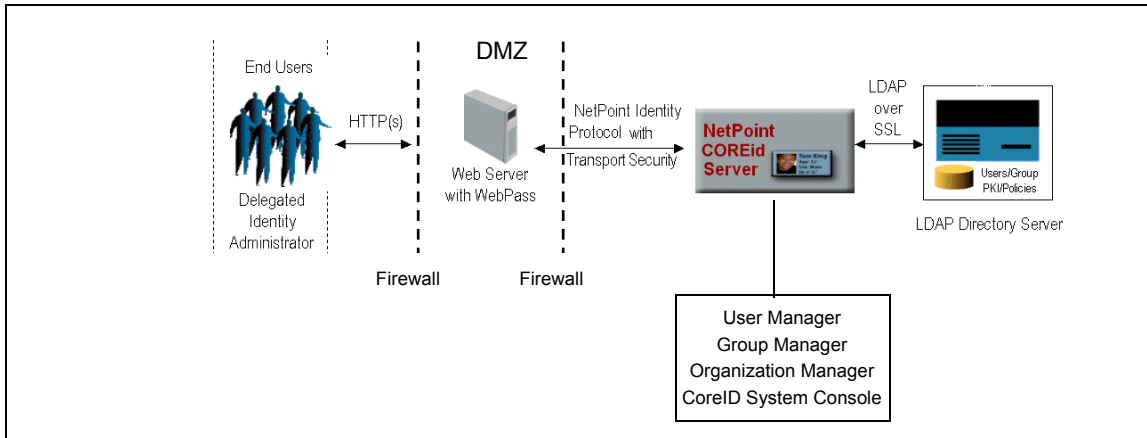 DMZ
End Users
HTTP(s)
Delegated
Identity
Administrator
Firewall
Web Server
with WebPass
Firewall
NetPoint Identity
Protocol with
Transport Security
NetPoint
COREid
Server
Tom King
LDAP
over
SSL
Users/Group
PKI/Policies
LDAP Directory Server
User Manager
Group Manager
Organization Manager
CoreID System Console